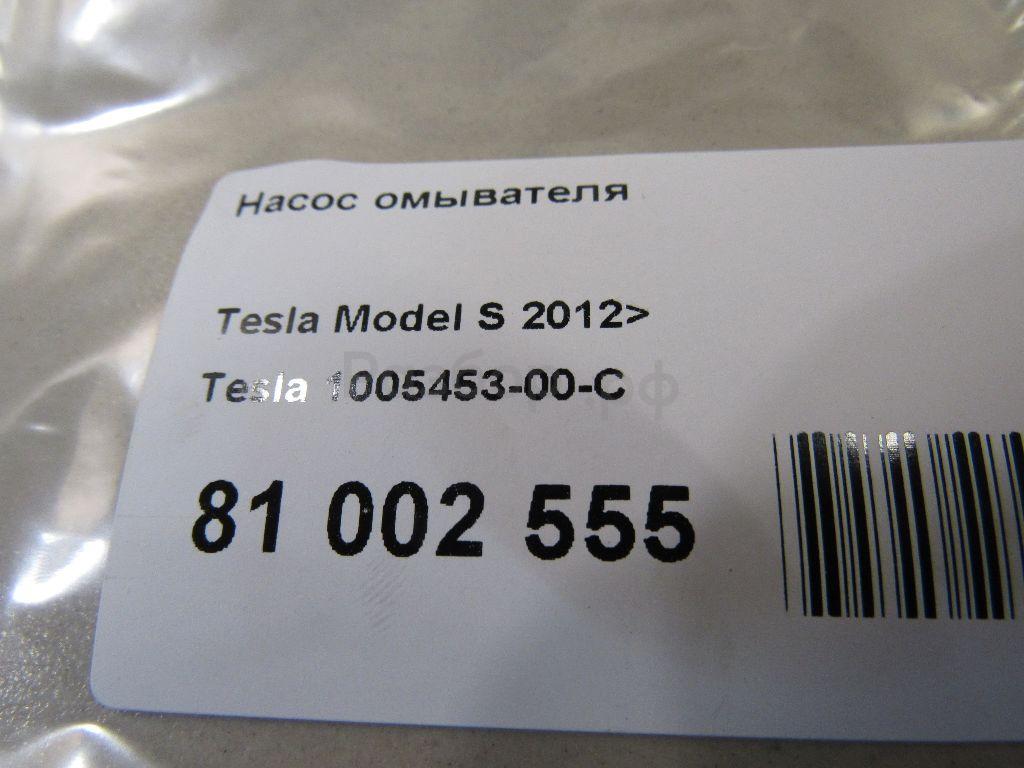 Насос омывателя
Tesla Model S 2012>
Tesla 1005453-00-C
81 002 555